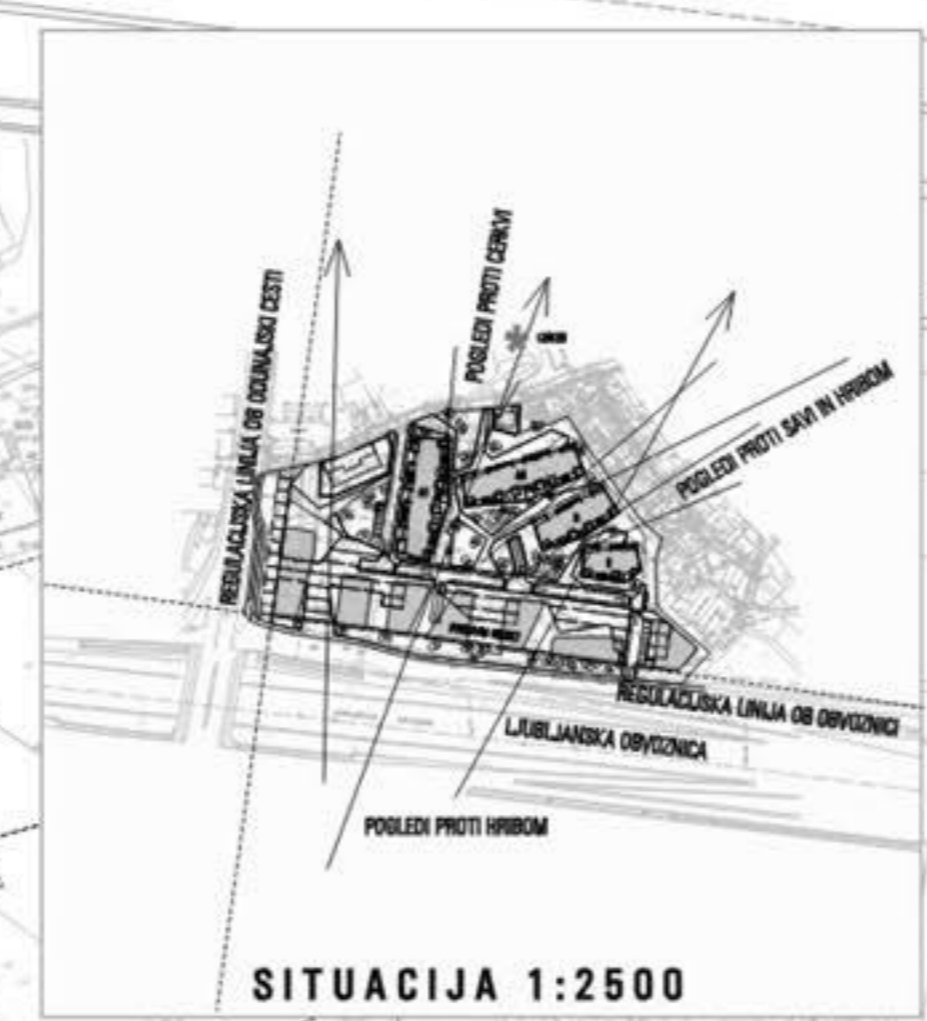 REGULACIJSKA LINIJA OB DUNAJSKI CESTI
POGLEDI PROTI CERKVI
POGLEDI PROTI SAVI IN HRIBOM
REGULACIJSKA LINIJA OB OBVOZNICI
LJUBLJANSKA OBVOZNICA
POGLEDI PROTI HRIBOM
SITUACIJA 1:2500